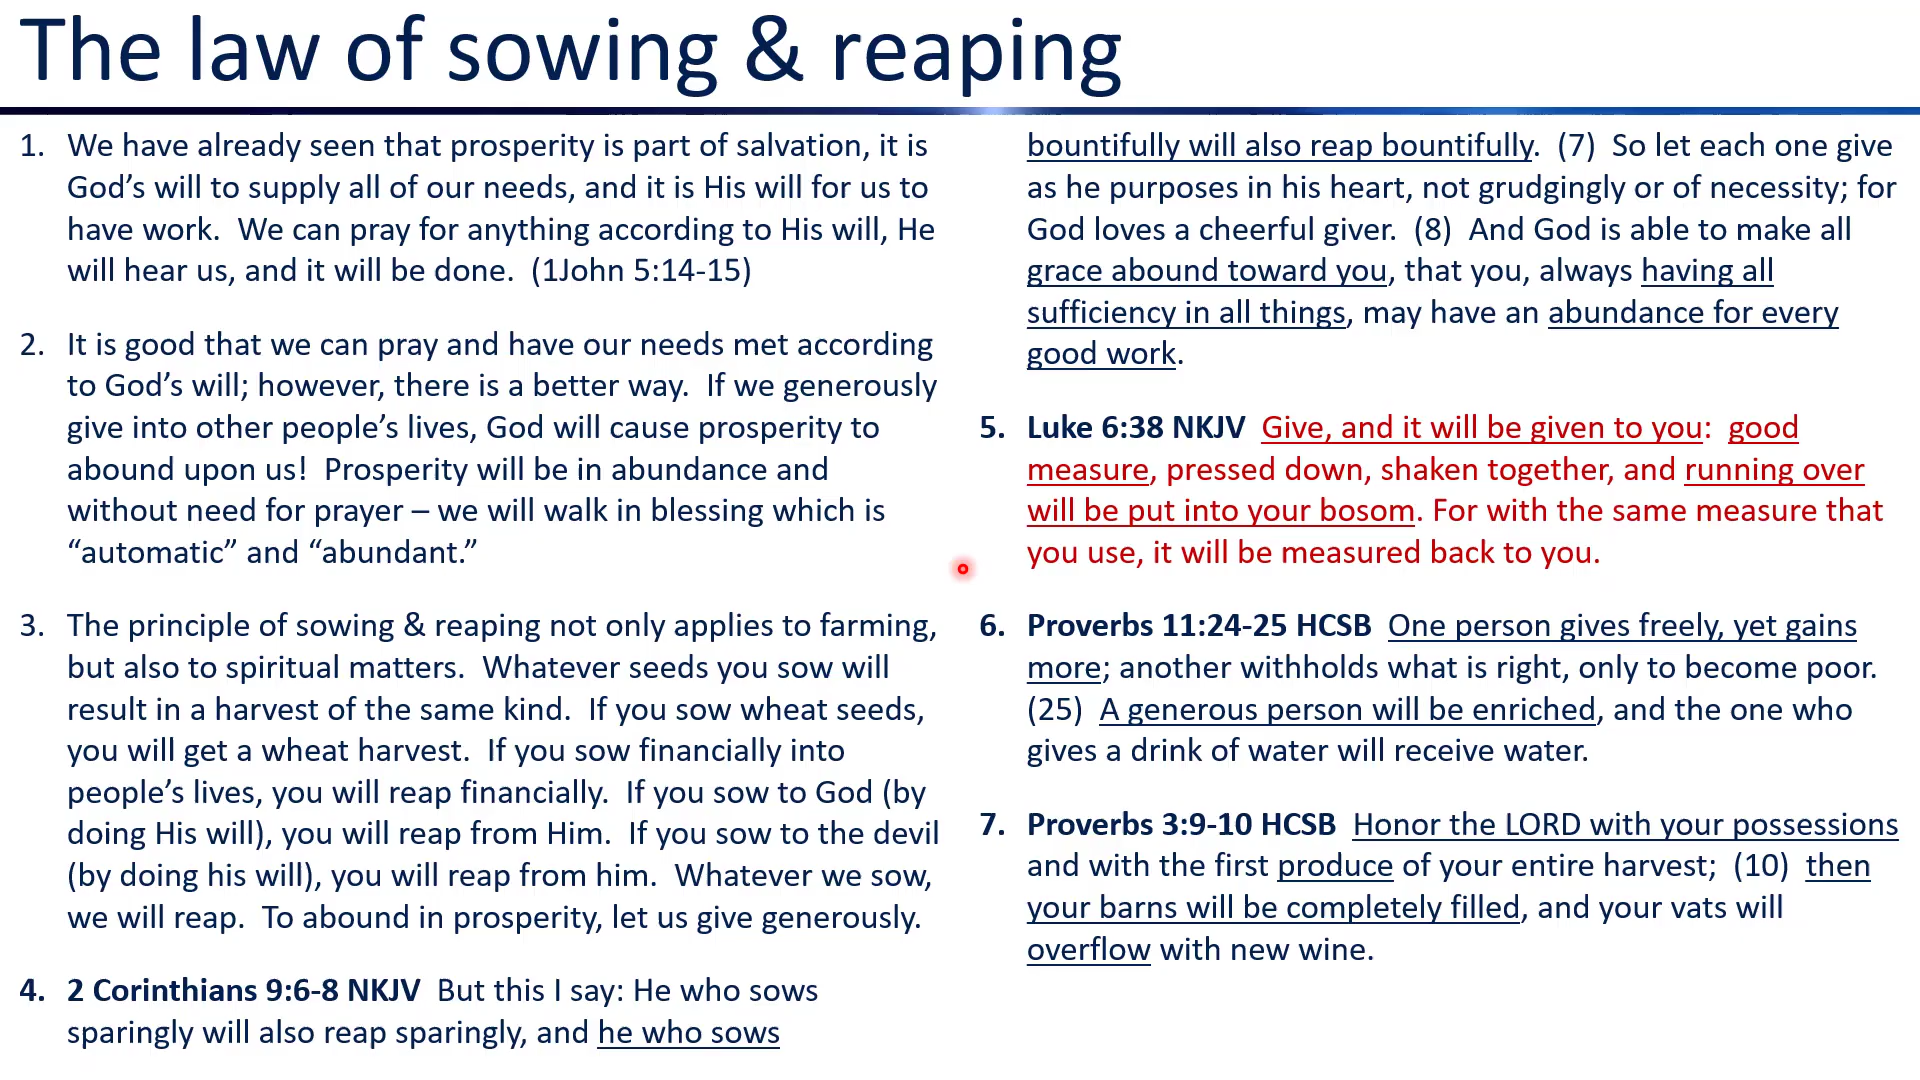 The law of sowing & reaping
1. We have already seen that prosperity is part of salvation, it is
God’s will to supply all of our needs, and it is His will for us to
have work.  We can pray for anything according to His will, He
will hear us, and it will be done.  (1John 5:14-15)
2. It is good that we can pray and have our needs met according
to God’s will; however, there is a better way.  If we generously
give into other people’s lives, God will cause prosperity to
abound upon us!  Prosperity will be in abundance and
without need for prayer – we will walk in blessing which is
“automatic” and “abundant.”
3. The principle of sowing & reaping not only applies to farming,
but also to spiritual matters.  Whatever seeds you sow will
result in a harvest of the same kind.  If you sow wheat seeds,
you will get a wheat harvest.  If you sow financially into
people’s lives, you will reap financially.  If you sow to God (by
doing His will), you will reap from Him.  If you sow to the devil
(by doing his will), you will reap from him.  Whatever we sow,
we will reap.  To abound in prosperity, let us give generously.
4. 2 Corinthians 9:6-8 NKJV  But this I say: He who sows
sparingly will also reap sparingly, and he who sows
bountifully will also reap bountifully.  (7)  So let each one give
as he purposes in his heart, not grudgingly or of necessity; for
God loves a cheerful giver.  (8)  And God is able to make all
grace abound toward you, that you, always having all
sufficiency in all things, may have an abundance for every
good work.
5. Luke 6:38 NKJV  Give, and it will be given to you:  good
measure, pressed down, shaken together, and running over
will be put into your bosom. For with the same measure that
you use, it will be measured back to you.
6. Proverbs 11:24-25 HCSB  One person gives freely, yet gains
more; another withholds what is right, only to become poor.
(25)  A generous person will be enriched, and the one who
gives a drink of water will receive water.
7. Proverbs 3:9-10 HCSB  Honor the LORD with your possessions
and with the first produce of your entire harvest;  (10)  then
your barns will be completely filled, and your vats will
overflow with new wine.